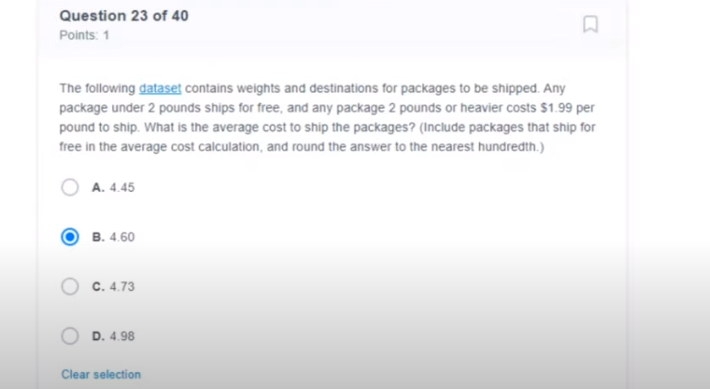 Question 23 of 40
Points: 1
The following dataset contains weights and destinations for packages to be shipped. Any
package under 2 pounds ships for free, and any package 2 pounds or heavier costs $1.99 per
pound to ship. What is the average cost to ship the packages? (Include packages that ship for
free in the average cost calculation, and round the answer to the nearest hundredth.)
A. 4.45
B. 4.60
C. 4.73
D. 4.98
Clear selection